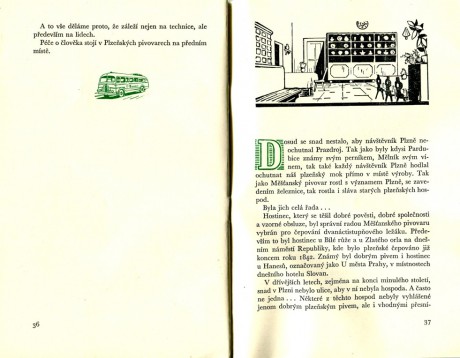 A to vše děláme proto, že záleží nejen na technice, ale
především na lidech.
Péče o člověka stojí v Plzeňských pivovarech na předním
místě.
36
Dosud se snad nestalo, aby návštěvník Plzně ne-
ochutnal Prazdroj. Tak jako byly kdysi Pardu-
bice známy svým perníkem, Mělník svým ví-
nem, tak také každý návštěvník Plzně hodlal
ochutnat náš plzeňský mok přímo v místě výroby. Tak
jako Měšťanský pivovar rostl s významem Plzně, se zave-
dením železnice, tak rostla i sláva starých plzeňských hos-
pod.
Byla jich celá řada . . .
Hostinec, který se těšil dobré pověsti, dobré společnosti
a vzorné obsluze, byl správní radou Měšťanského pivovaru
vybrán pro čepování dvanáctistupňového ležáku. Přede-
vším to byl hostinec u Bílé růže a u Zlatého orla na dneš-
ním náměstí Republiky, kde bylo plzeňské čepováno již
koncem roku 1842. Známý byl dobrým pivem i hostinec
u Hanesů, označovaný jako U města Prahy, v místnostech
dnešního hotelu Slovan.
V dřívějších letech, zejména na konci minulého století,
snad v Plzni nebylo ulice, aby v ní nebyla hospoda. A často
ne jedna . . . Některé z těchto hospod nebyly vyhlášené
jenom dobrým plzeňským pivem, ale i vhodnými přesní-
37